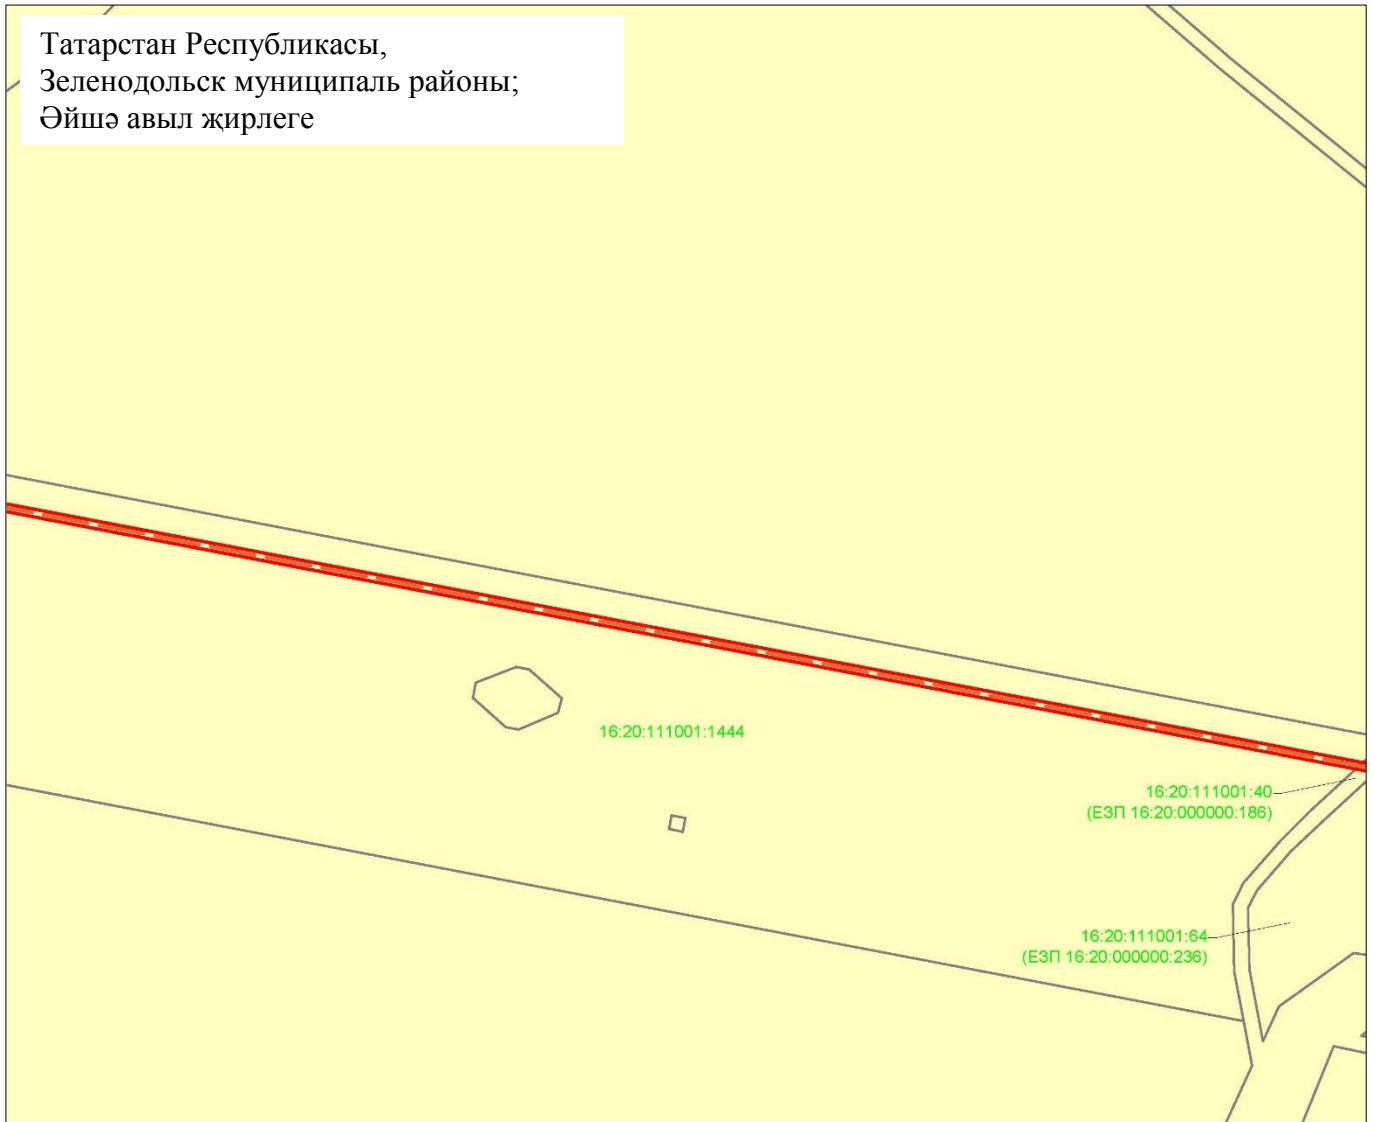 Татарстан Республикасы,
Зеленодольск муниципаль районы;
Әйшә авыл җирлеге
16:20:111001:1444
16:20:111001:40
(ЕЗП 16:20:000000:186)
16:20:111001:64
(ЕЗП 16:20:000000:236)